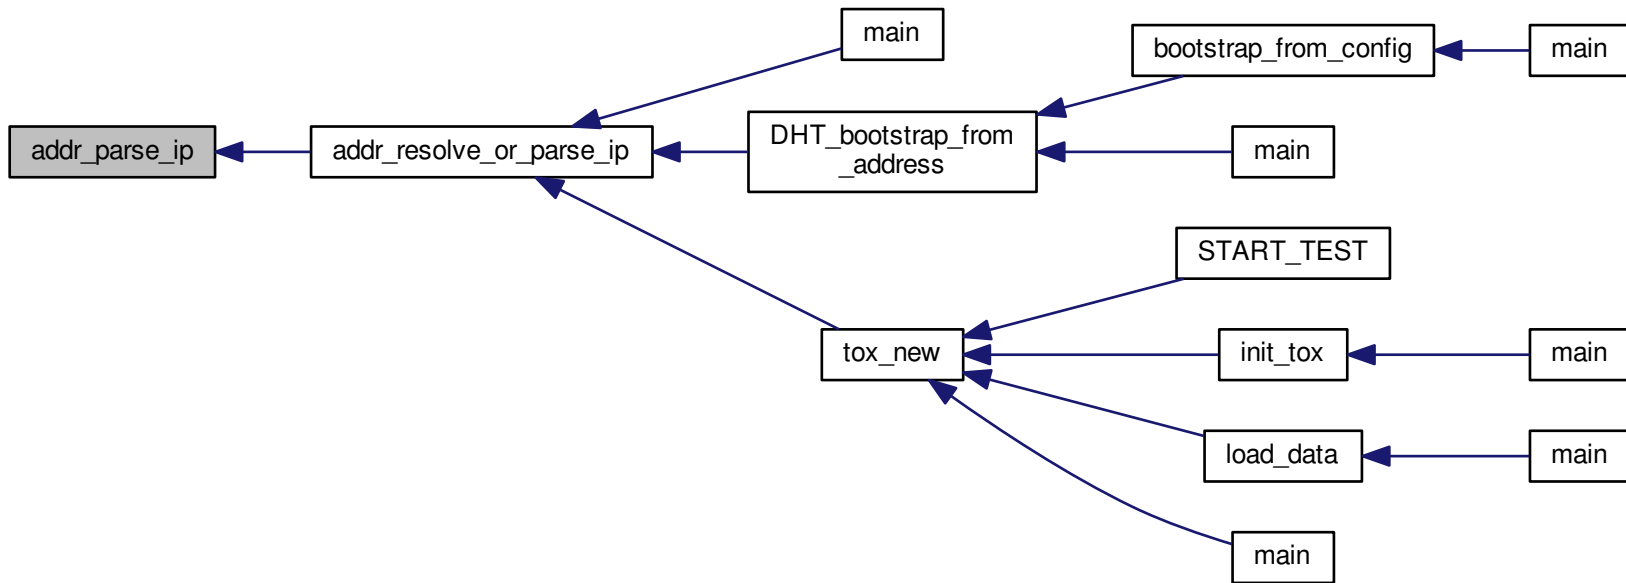 main
bootstrap_from_config
main
addr_parse_ip
addr_resolve_or_parse_ip
DHT_bootstrap_from
_address
main
START_TEST
tox_new
init_tox
main
load_data
main
main